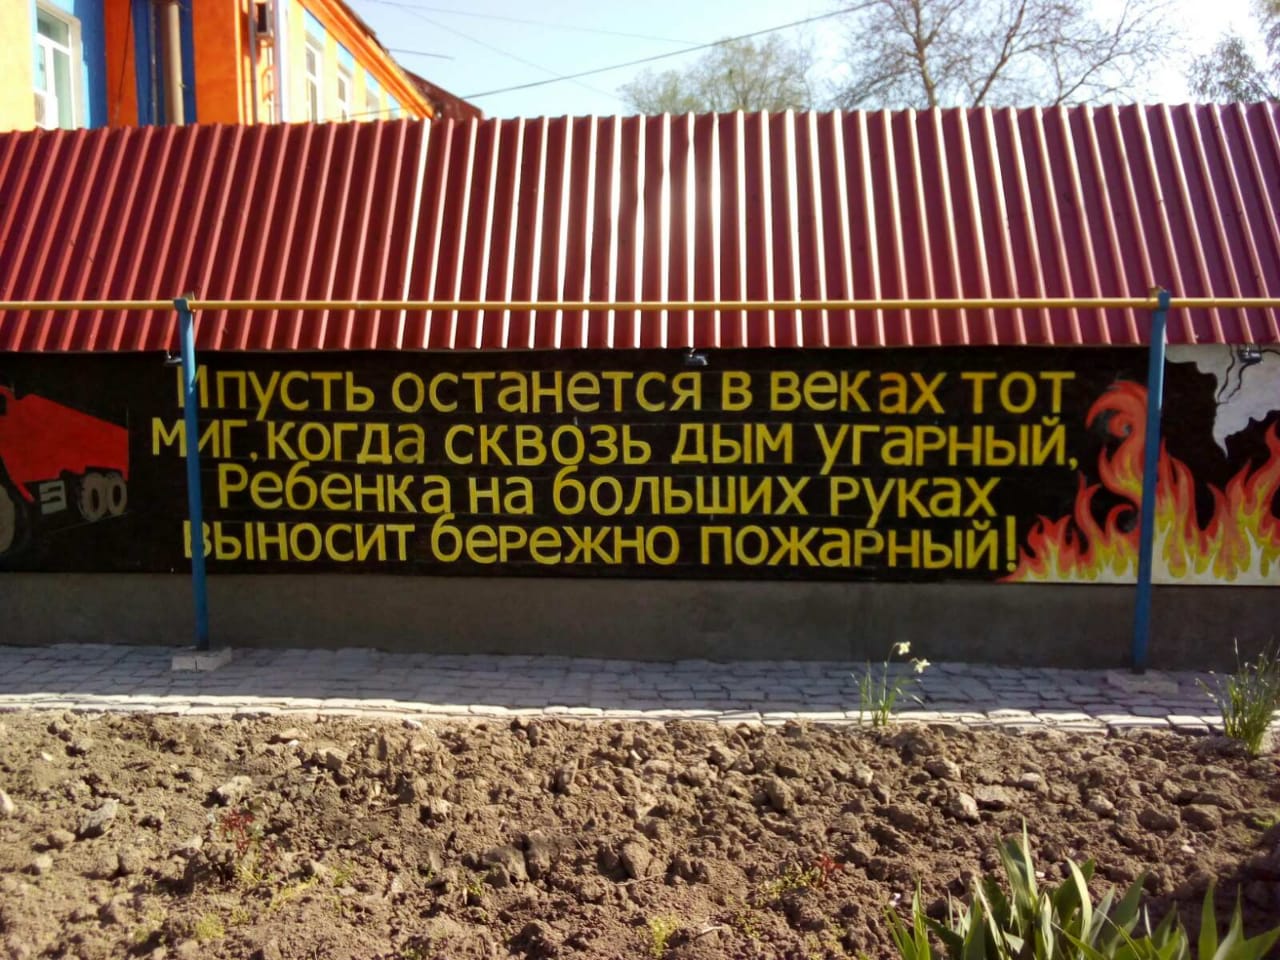 И пусть останется в веках тот
миг, когда сквозь дым угарный,
Ребенка на больших руках
выносит бережно пожарный!